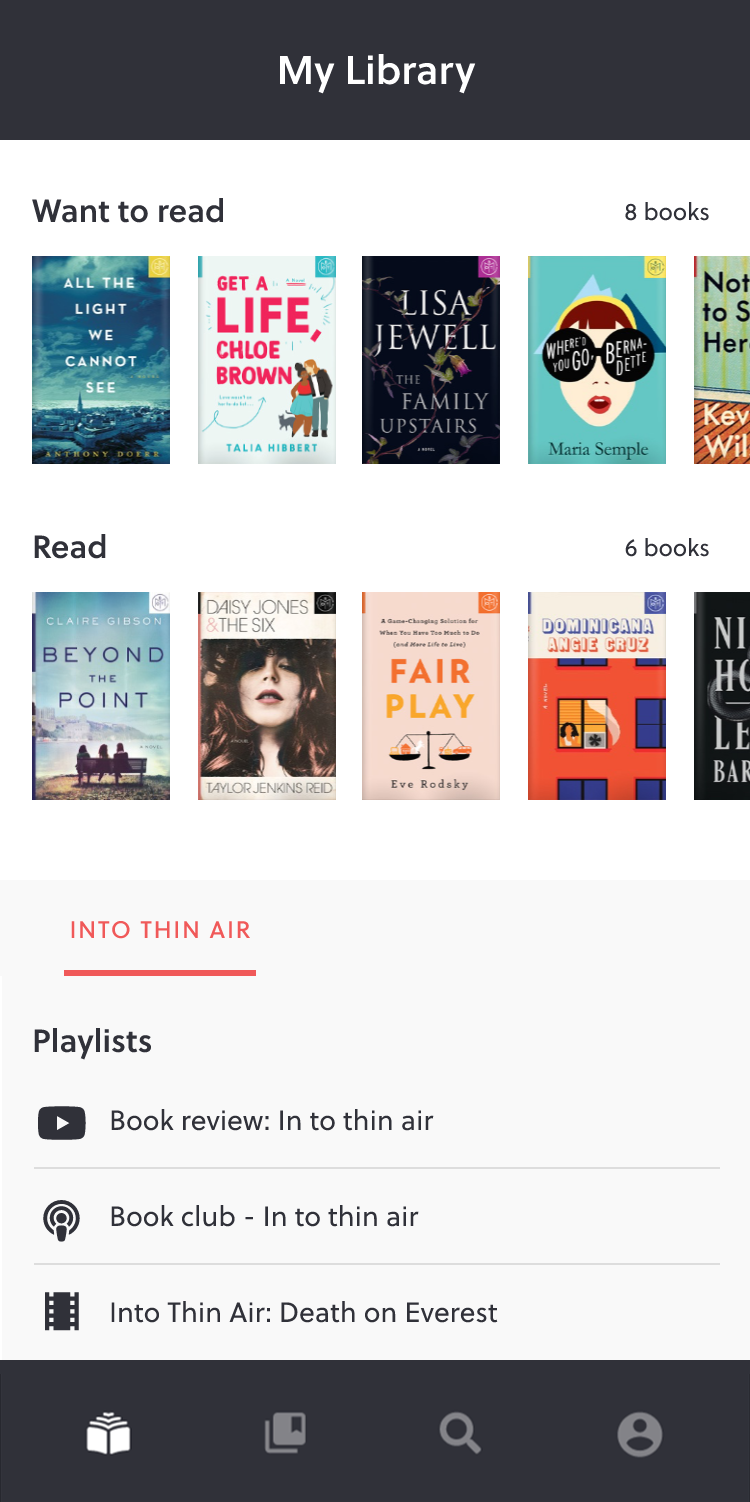 My Library
Want to read
8 books
ALL THE
LIGHT
WE
CANNOT
SEE
ANTHONY DOERR
GET A
A Novel
LIFE,
CHLOE
BROWN
TALIA HIBBERT
LISA
JEWELL
THE
FAMILY
UPSTAIRS
A NOVEL
WHERE'D
YOU GO,
BERNA-
DETTE
Maria Semple
Not
to S
Her
Kev
Wil
Read
6 books
CLAIRE GIBSON
BEYOND
THE
POINT
A NOVEL
DAISY JONES
&THE SIX
TAYLOR JENKINS REID
A Game-Changing Solution for
When You Have Too Much to Do
(and More Life to Live)
FAIR
PLAY
Eve Rodsky
DOMINICANA
ANGIE CRUZ
A NOVEL
NI
HO
LE
BAR
INTO THIN AIR
Playlists
Book review: In to thin air
Book club - In to thin air
Into Thin Air: Death on Everest